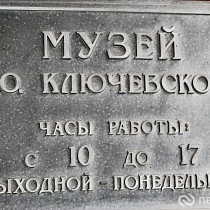 МУЗЕЙ
О. КЛЮЧЕВСКО
ЧАСЫ РАБОТЫ:
С 10 ДО 17
ЫХОДНОЙ – ПОНЕДЕЛЬ